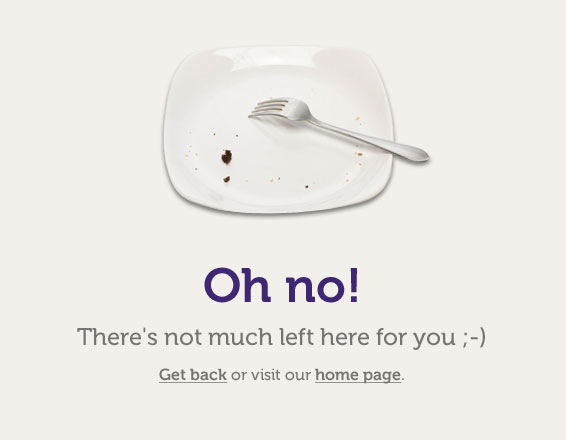 Oh no!
There's not much left here for you ;-)
Get back or visit our home page.